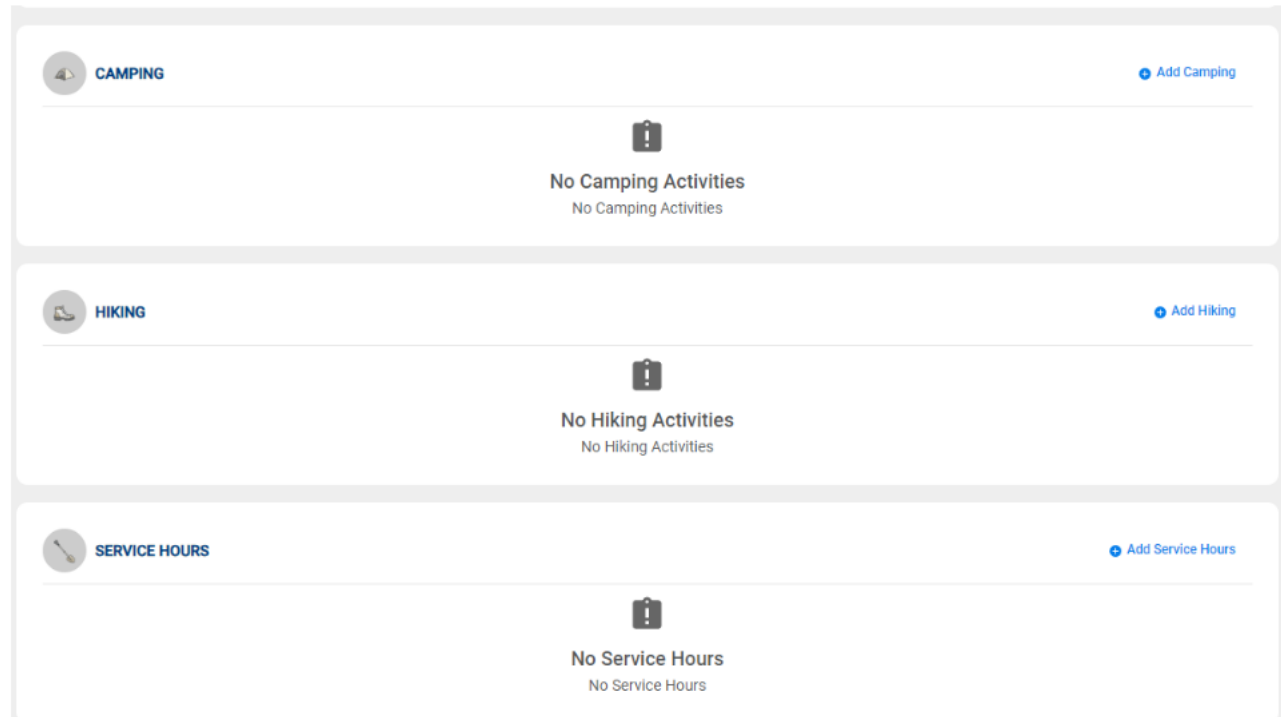 CAMPING
Add Camping
No Camping Activities
No Camping Activities
HIKING
Add Hiking
No Hiking Activities
No Hiking Activities
SERVICE HOURS
Add Service Hours
No Service Hours
No Service Hours